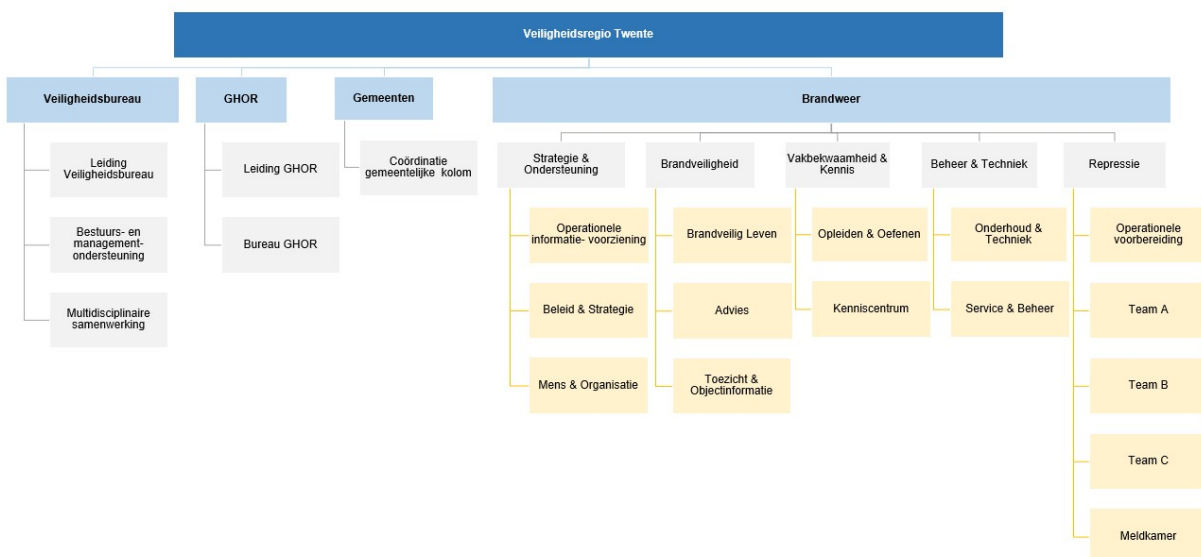 Veiligheidsregio Twente
Veiligheidsbureau
GHOR
Gemeenten
Brandweer
Leiding
Veiligheidsbureau
Bestuurs- en
management-
ondersteuning
Multidisciplinaire
samenwerking
Leiding GHOR
Bureau GHOR
Coördinatie
gemeentelijke kolom
Strategie &
Ondersteuning
Operationele
informatie- voorziening
Beleid & Strategie
Mens & Organisatie
Brandveiligheid
Brandveilig Leven
Advies
Toezicht &
Objectinformatie
Vakbekwaamheid &
Kennis
Opleiden & Oefenen
Kenniscentrum
Beheer & Techniek
Onderhoud &
Techniek
Service & Beheer
Repressie
Operationele
voorbereiding
Team A
Team B
Team C
Meldkamer